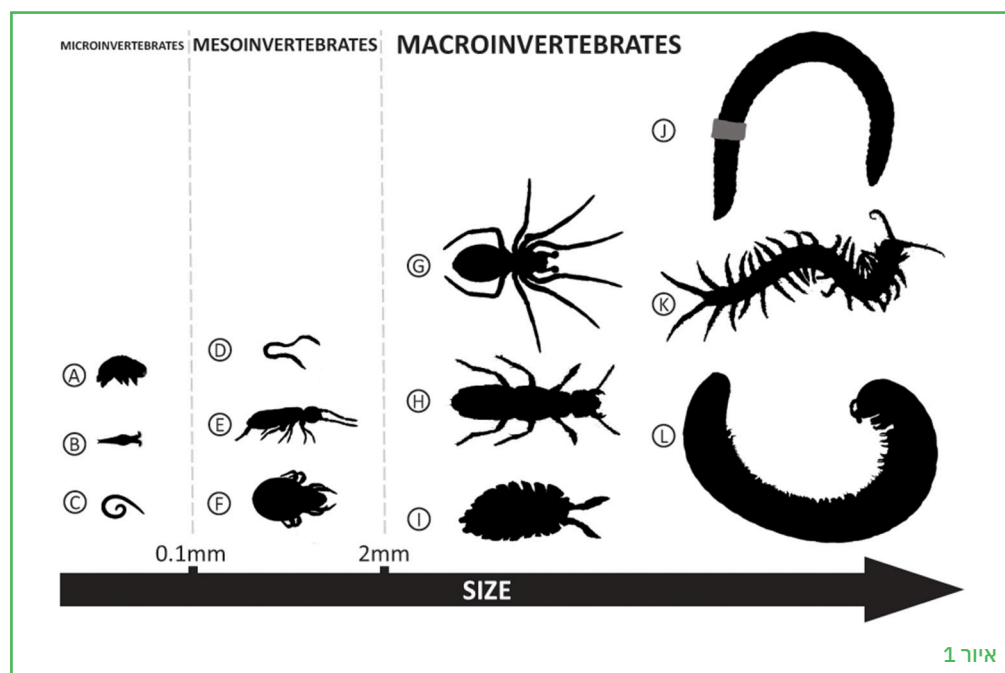 MICROINVERTEBRATES MESOINVERTEBRATES MACROINVERTEBRATES
J
G
K
D
A
H
E
L
B
C
F
I
0.1mm 2mm
SIZE
איור 1